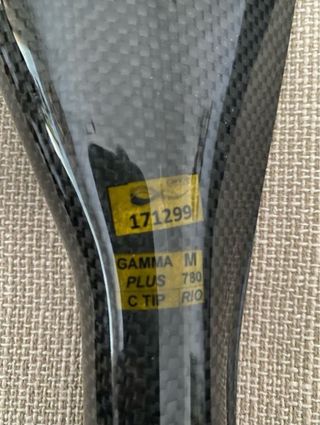 171299
GAMMA M
PLUS 780
C TIP RIO